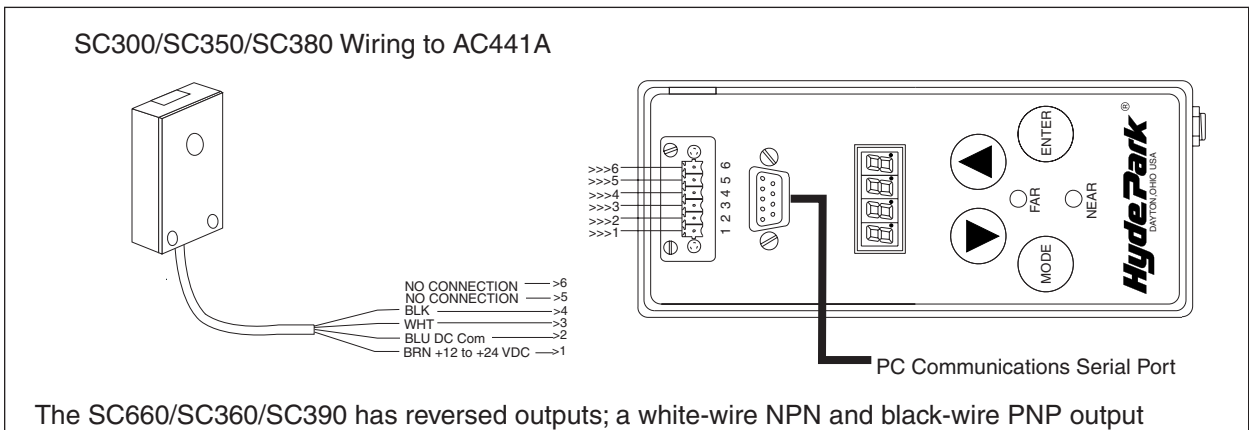 SC300/SC350/SC380 Wiring to AC441A
>>>6
>>>5
>>>4
>>>3
>>>2
>>>1
1 2 3 4 5 6
ENTER
FAR
NEAR
MODE
HydePark®
DAYTON,OHIO USA
NO CONNECTION >6
NO CONNECTION >5
BLK >4
WHT >3
BLU DC Com >2
BRN +12 to +24 VDC >1
PC Communications Serial Port
The SC660/SC360/SC390 has reversed outputs; a white-wire NPN and black-wire PNP output